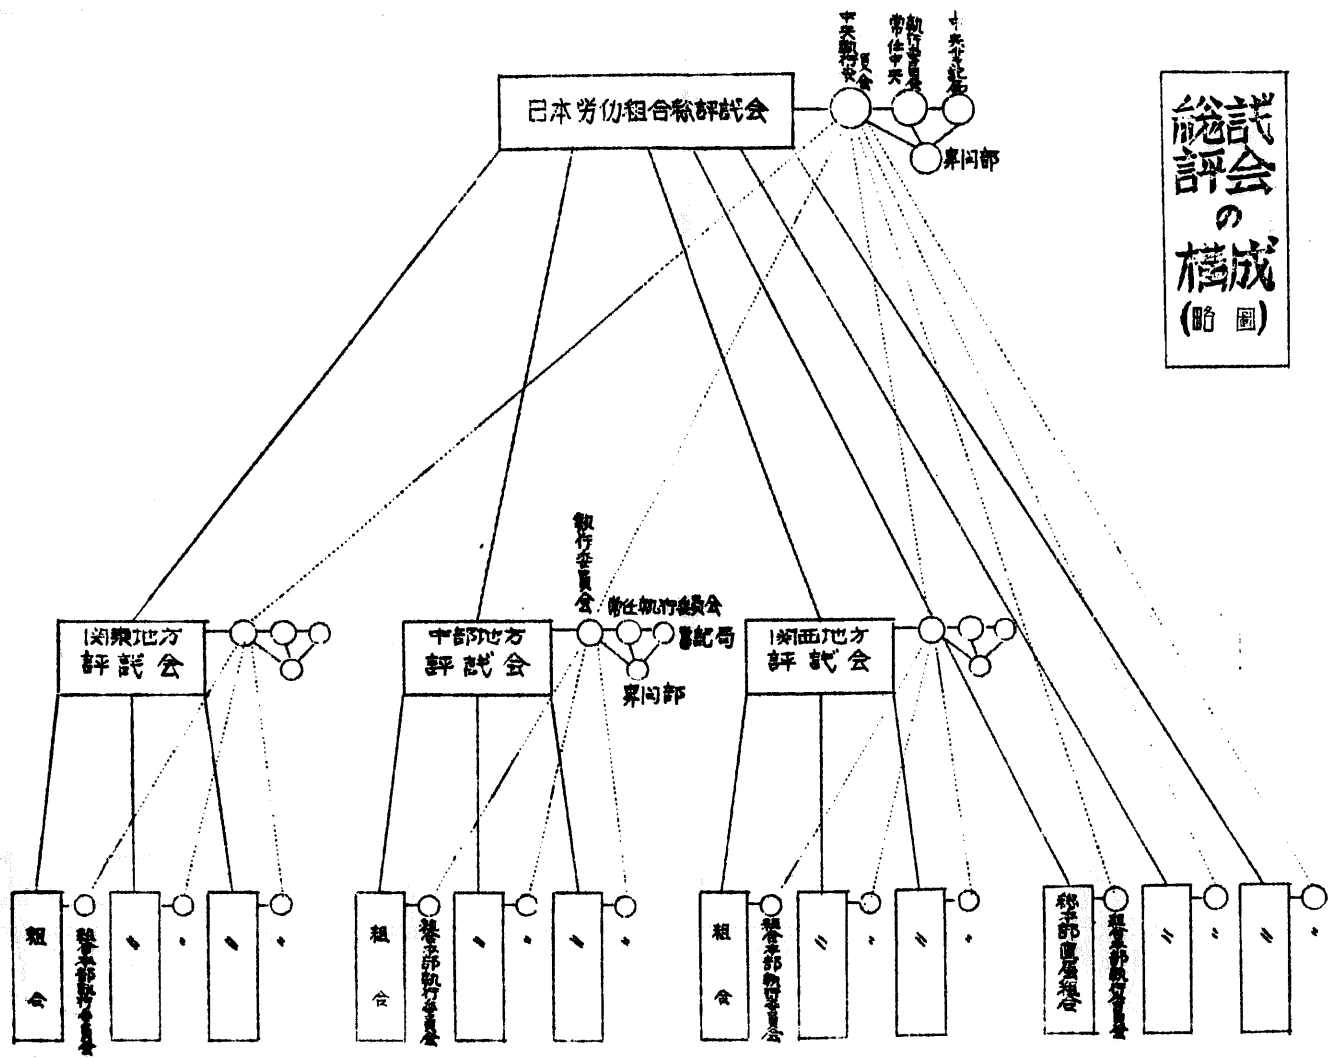 総評議会の構成
(略圖)
日本労仂組合総評議会
中央執行委員会
常任中央執行委員会
中央書記局
専门部
関東地方
評議会
中部地方
評議会
執行委員会
常任執行委員会
書記局
専门部
関西地方
評議会
組合
組合本部執行委員会
〃
〃
〃
〃
組合
組合本部執行委員会
〃
〃
〃
〃
組合
組合本部執行委員会
〃
〃
〃
〃
総本部直属組合
組合本部執行委員会
〃
〃
〃
〃